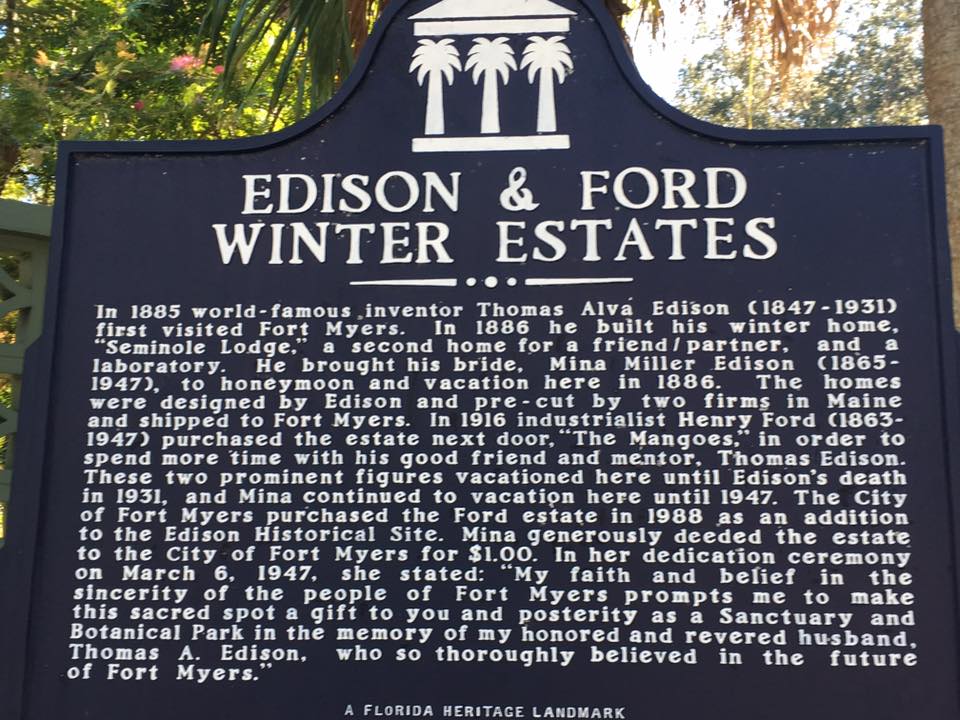 EDISON & FORD
WINTER ESTATES
In 1885 world-famous inventor Thomas Alva Edison (1847-1931)
first visited Fort Myers. In 1886 he built his winter home,
"Seminole Lodge," a second home for a friend/partner, and a
laboratory. He brought his bride, Mina Miller Edison (1865-
1947), to honeymoon and vacation here in 1886. The homes
were designed by Edison and pre-cut by two firms in Maine
and shipped to Fort Myers. In 1916 industrialist Henry Ford (1863-
1947) purchased the estate next door, "The Mangoes," in order to
spend more time with his good friend and mentor, Thomas Edison.
These two prominent figures vacationed here until Edison's death
in 1931, and Mina continued to vacation here until 1947. The City
of Fort Myers purchased the Ford estate in 1988 as an addition
to the Edison Historical Site. Mina generously deeded the estate
to the City of Fort Myers for $1.00. In her dedication ceremony
on March 6, 1947, she stated: "My faith and belief in the
sincerity of the people of Fort Myers prompts me to make
this sacred spot a gift to you and posterity as a Sanctuary and
Botanical Park in the memory of my honored and revered husband,
Thomas A. Edison, who so thoroughly believed in the future
of Fort Myers."
A FLORIDA HERITAGE LANDMARK